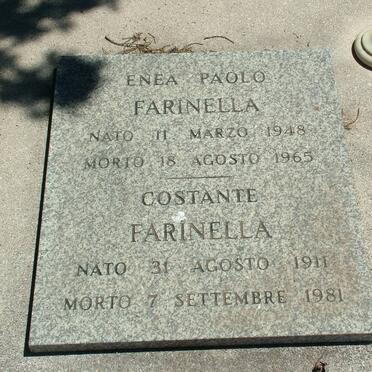 ENEA PAOLO
FARINELLA
NATO 11 MARZO 1948
MORTO 18 AGOSTO 1965
COSTANTE
FARINELLA
NATO 31 AGOSTO 1911
MORTO 7 SETTEMBRE 1981